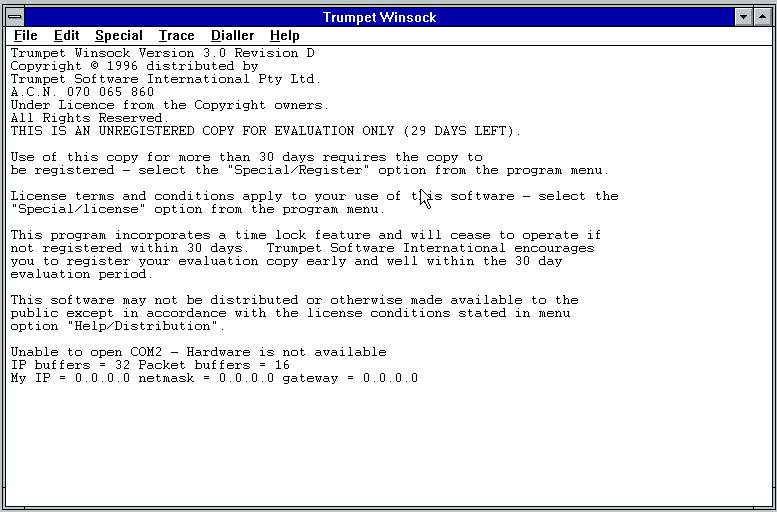 Trumpet Winsock
File Edit Special Trace Dialler Help
Trumpet Winsock Version 3.0 Revision D
Copyright © 1996 distributed by
Trumpet Software International Pty Ltd.
A.C.N. 070 065 860
Under Licence from the Copyright owners.
All Rights Reserved.
THIS IS AN UNREGISTERED COPY FOR EVALUATION ONLY (29 DAYS LEFT).
Use of this copy for more than 30 days requires the copy to
be registered - select the "Special/Register" option from the program menu.
License terms and conditions apply to your use of this software - select the
"Special/license" option from the program menu.
This program incorporates a time lock feature and will cease to operate if
not registered within 30 days.  Trumpet Software International encourages
you to register your evaluation copy early and well within the 30 day
evaluation period.
This software may not be distributed or otherwise made available to the
public except in accordance with the license conditions stated in menu
option "Help/Distribution".
Unable to open COM2 - Hardware is not available
IP buffers = 32 Packet buffers = 16
My IP = 0.0.0.0 netmask = 0.0.0.0 gateway = 0.0.0.0